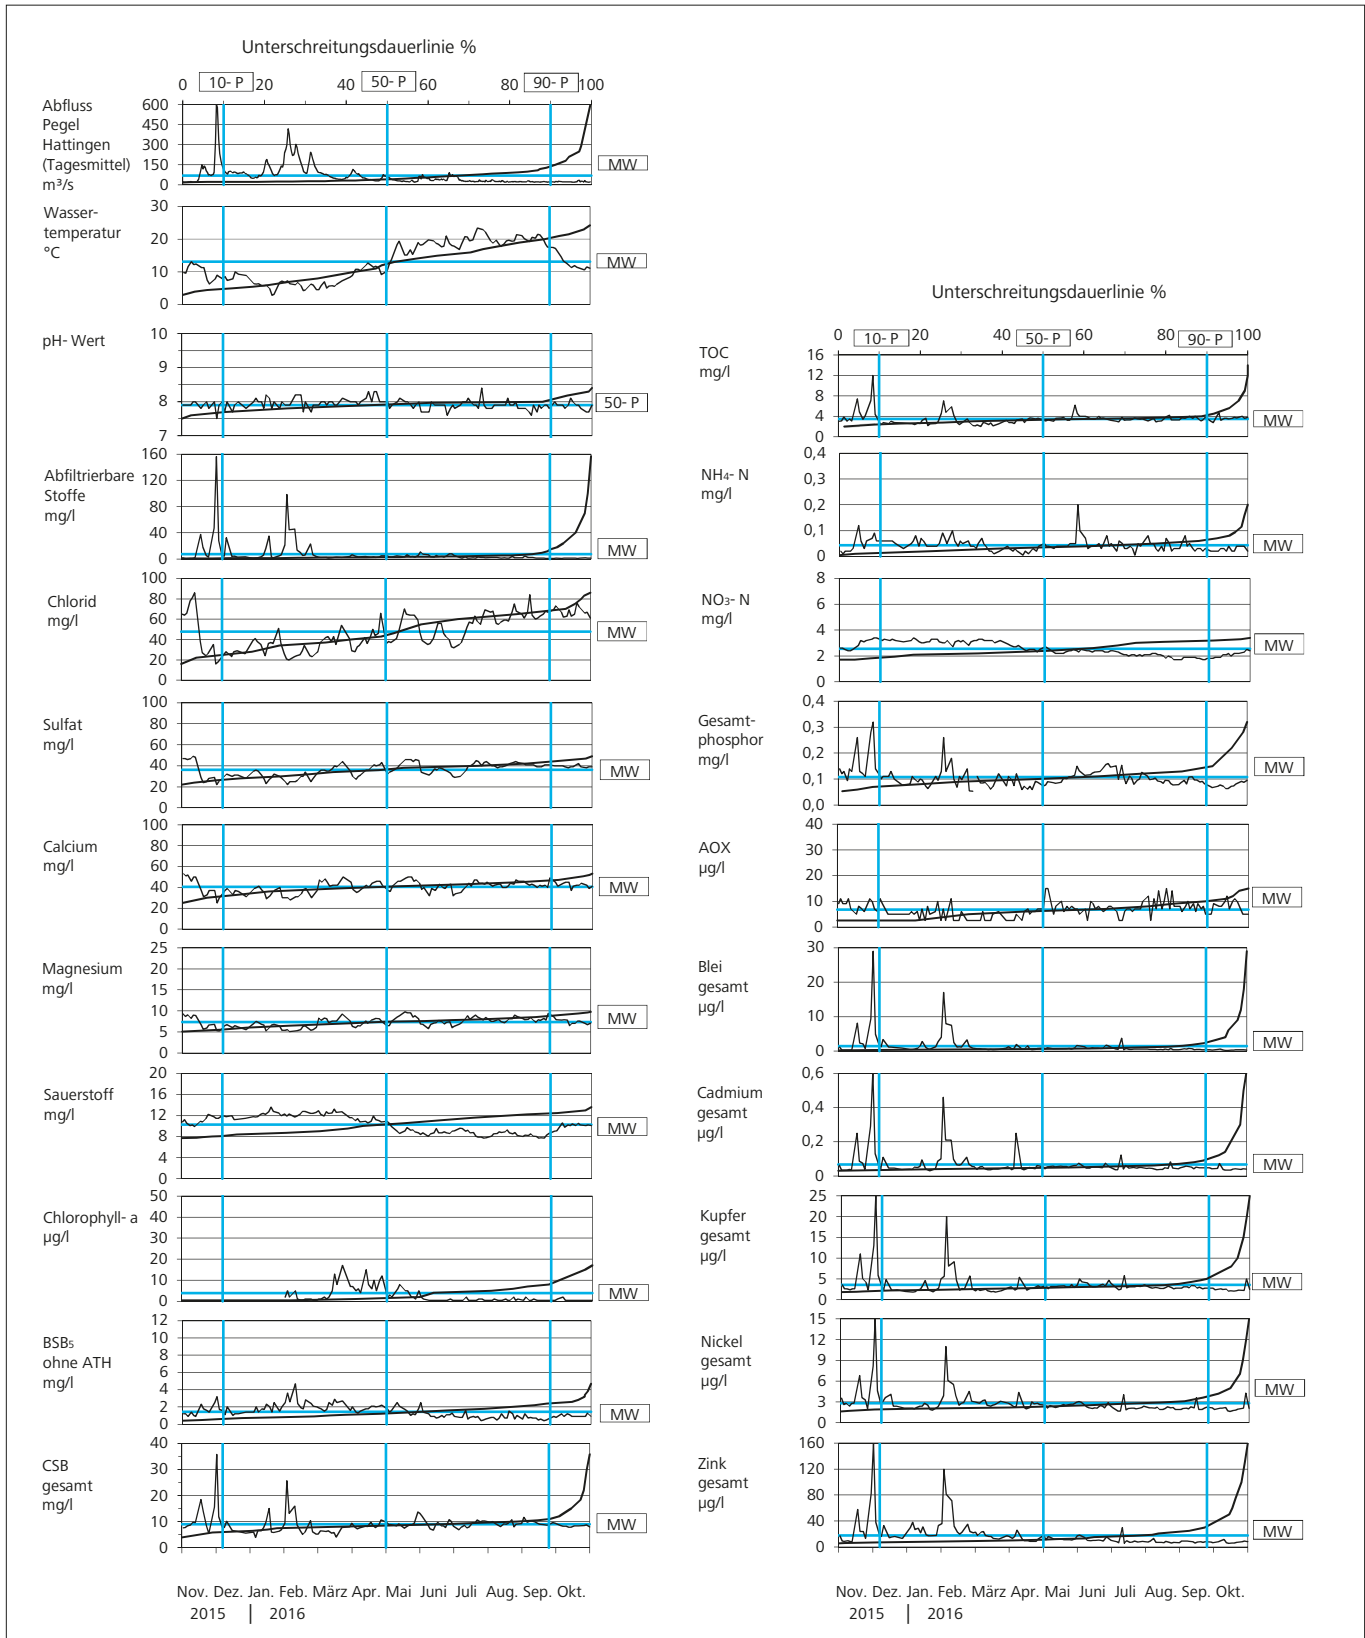 Unterschreitungsdauerlinie %
0 10- P 20 40 50- P 60 80 90- P 100
Abfluss
Pegel
Hattingen
(Tagesmittel)
m³/s
600
450
300
150
0
MW
Wasser-
temperatur
°C
30
20
10
0
MW
pH- Wert
10
9
8
7
50- P
Abfiltrierbare
Stoffe
mg/l
160
120
80
40
0
MW
Chlorid
mg/l
100
80
60
40
20
0
MW
Sulfat
mg/l
100
80
60
40
20
0
MW
Calcium
mg/l
100
80
60
40
20
0
MW
Magnesium
mg/l
25
20
15
10
5
0
MW
Sauerstoff
mg/l
20
16
12
8
4
0
MW
Chlorophyll- a
µg/l
50
40
30
20
10
0
MW
BSB₅
ohne ATH
mg/l
12
10
8
6
4
2
0
MW
CSB
gesamt
mg/l
40
30
20
10
0
MW
Nov. Dez. Jan. Feb. März Apr. Mai Juni Juli Aug. Sep. Okt.
2015 | 2016
Unterschreitungsdauerlinie %
0 10- P 20 40 50- P 60 80 90- P 100
TOC
mg/l
16
12
8
4
0
MW
NH₄- N
mg/l
0,4
0,3
0,2
0,1
0
MW
NO₃- N
mg/l
8
6
4
2
0
MW
Gesamt-
phosphor
mg/l
0,4
0,3
0,2
0,1
0,0
MW
AOX
µg/l
40
30
20
10
0
MW
Blei
gesamt
µg/l
30
20
10
0
MW
Cadmium
gesamt
µg/l
0,6
0,4
0,2
0
MW
Kupfer
gesamt
µg/l
25
20
15
10
5
0
MW
Nickel
gesamt
µg/l
15
12
9
6
3
0
MW
Zink
gesamt
µg/l
160
120
80
40
0
MW
Nov. Dez. Jan. Feb. März Apr. Mai Juni Juli Aug. Sep. Okt.
2015 | 2016